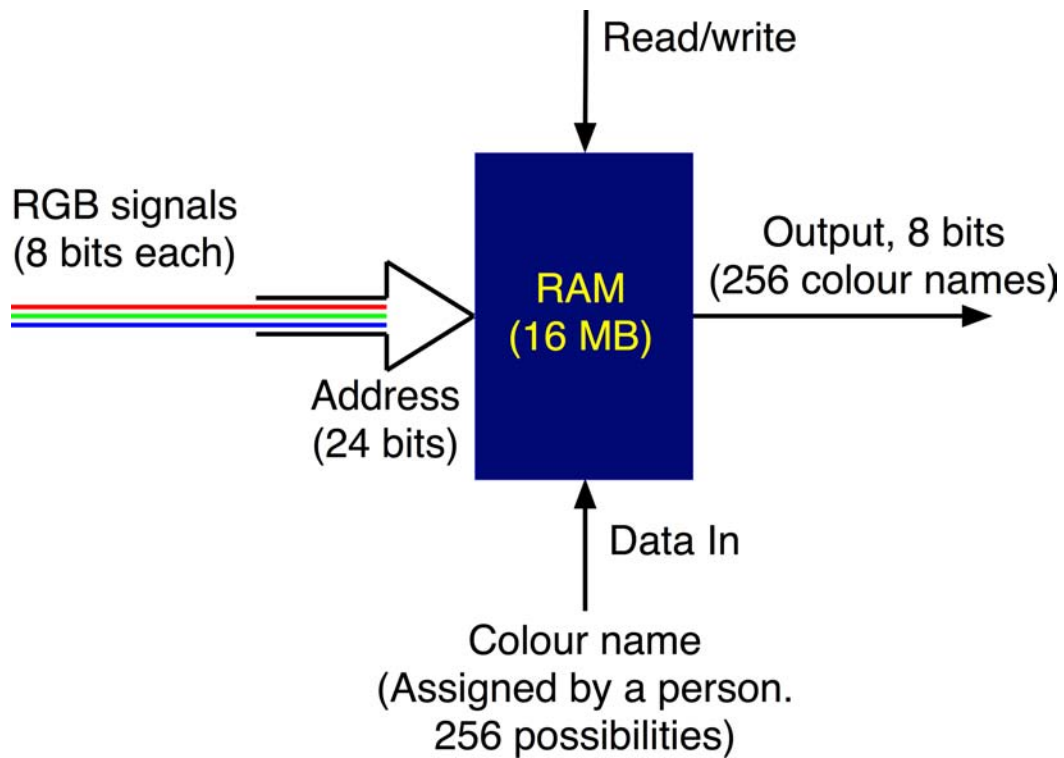 Read/write
RGB signals
(8 bits each)
Output, 8 bits
(256 colour names)
RAM
(16 MB)
Address
(24 bits)
Data In
Colour name
(Assigned by a person.
256 possibilities)